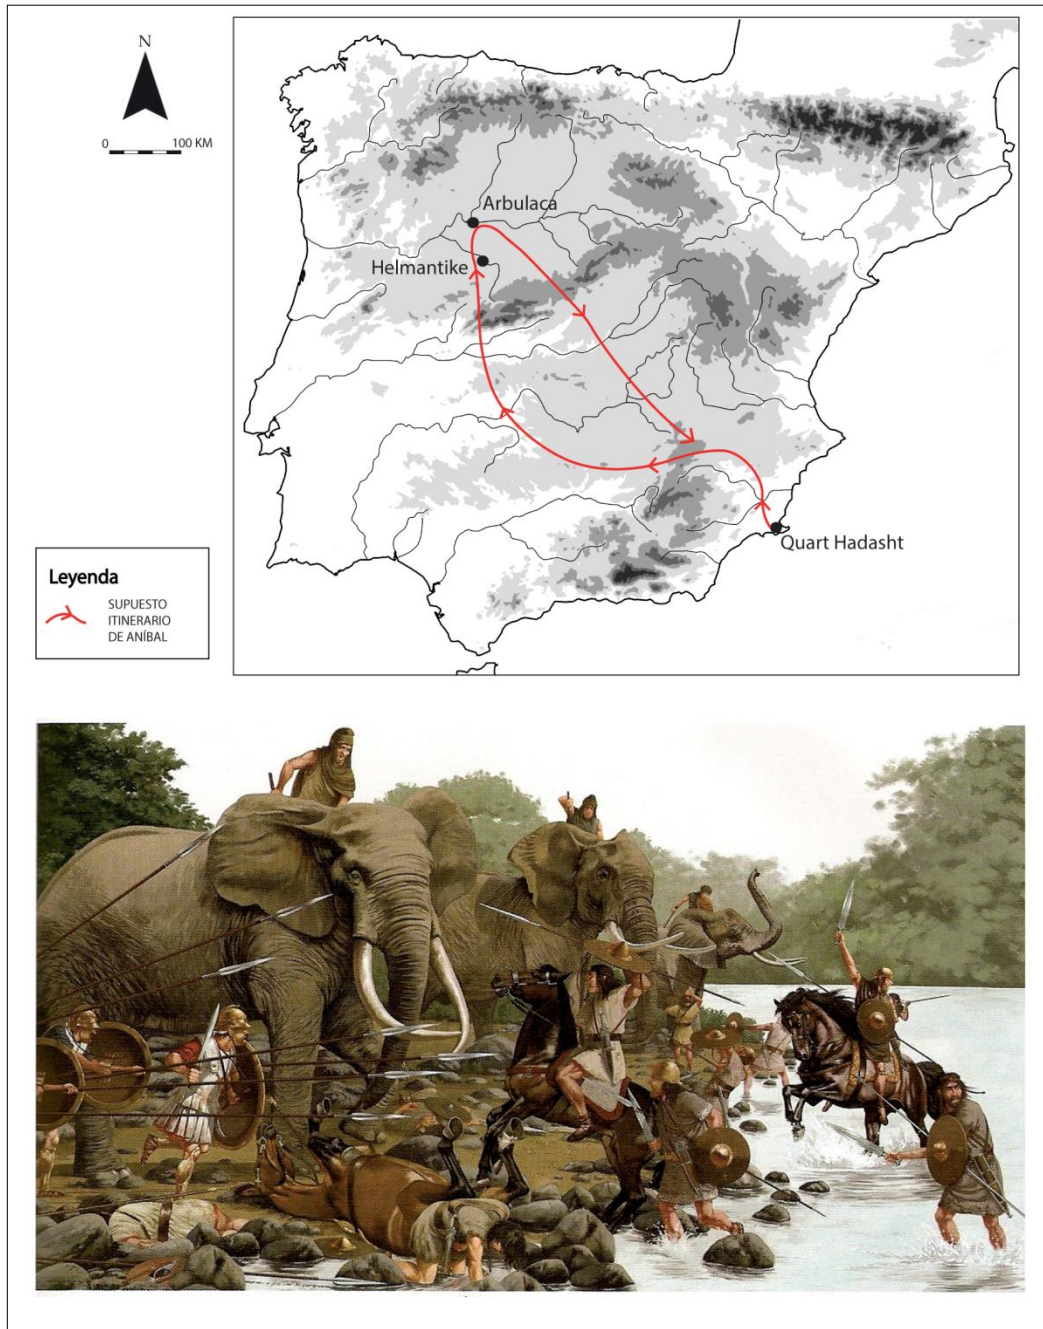 N
0 100 KM
Arbulaca
Helmantike
Quart Hadasht
Leyenda
SUPUESTO
ITINERARIO
DE ANÍBAL